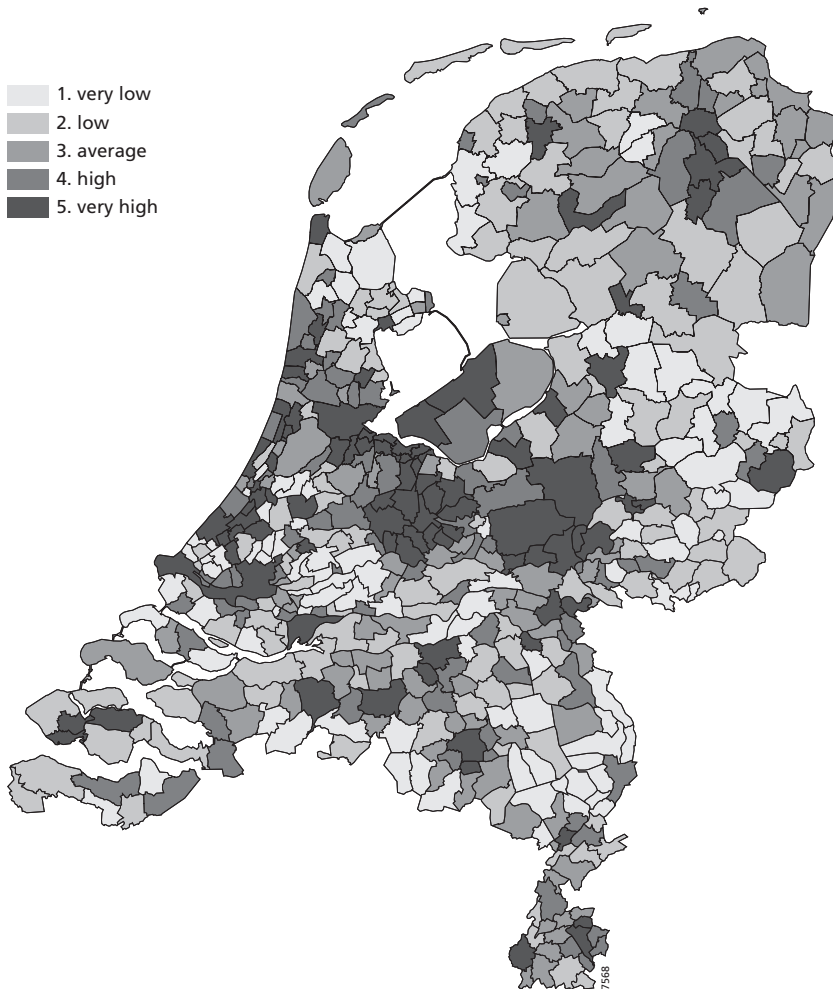 1. very low
2. low
3. average
4. high
5. very high
7568